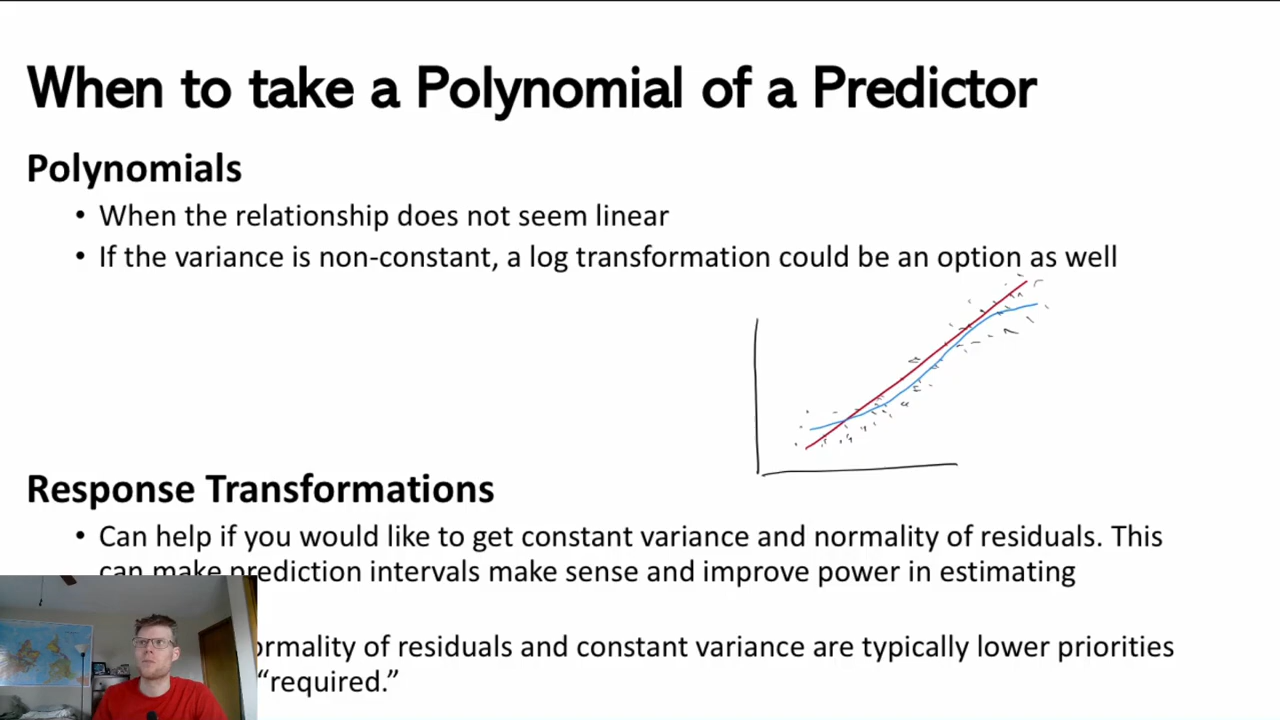 When to take a Polynomial of a Predictor
Polynomials
• When the relationship does not seem linear
• If the variance is non-constant, a log transformation could be an option as well
Response Transformations
• Can help if you would like to get constant variance and normality of residuals. This
can make prediction intervals make sense and improve power in estimating
of residuals and constant variance are typically lower priorities
“required.”